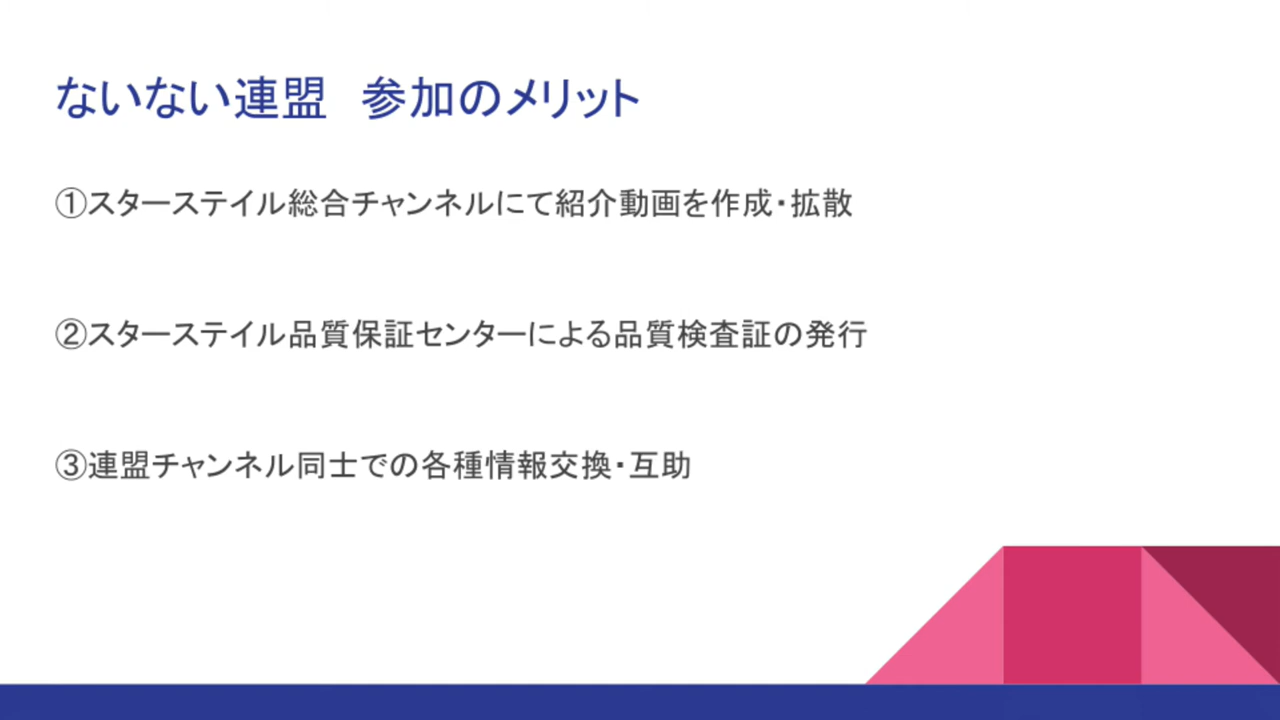 ないない連盟　参加のメリット
①スターステイル総合チャンネルにて紹介動画を作成・拡散
②スターステイル品質保証センターによる品質検査証の発行
③連盟チャンネル同士での各種情報交換・互助